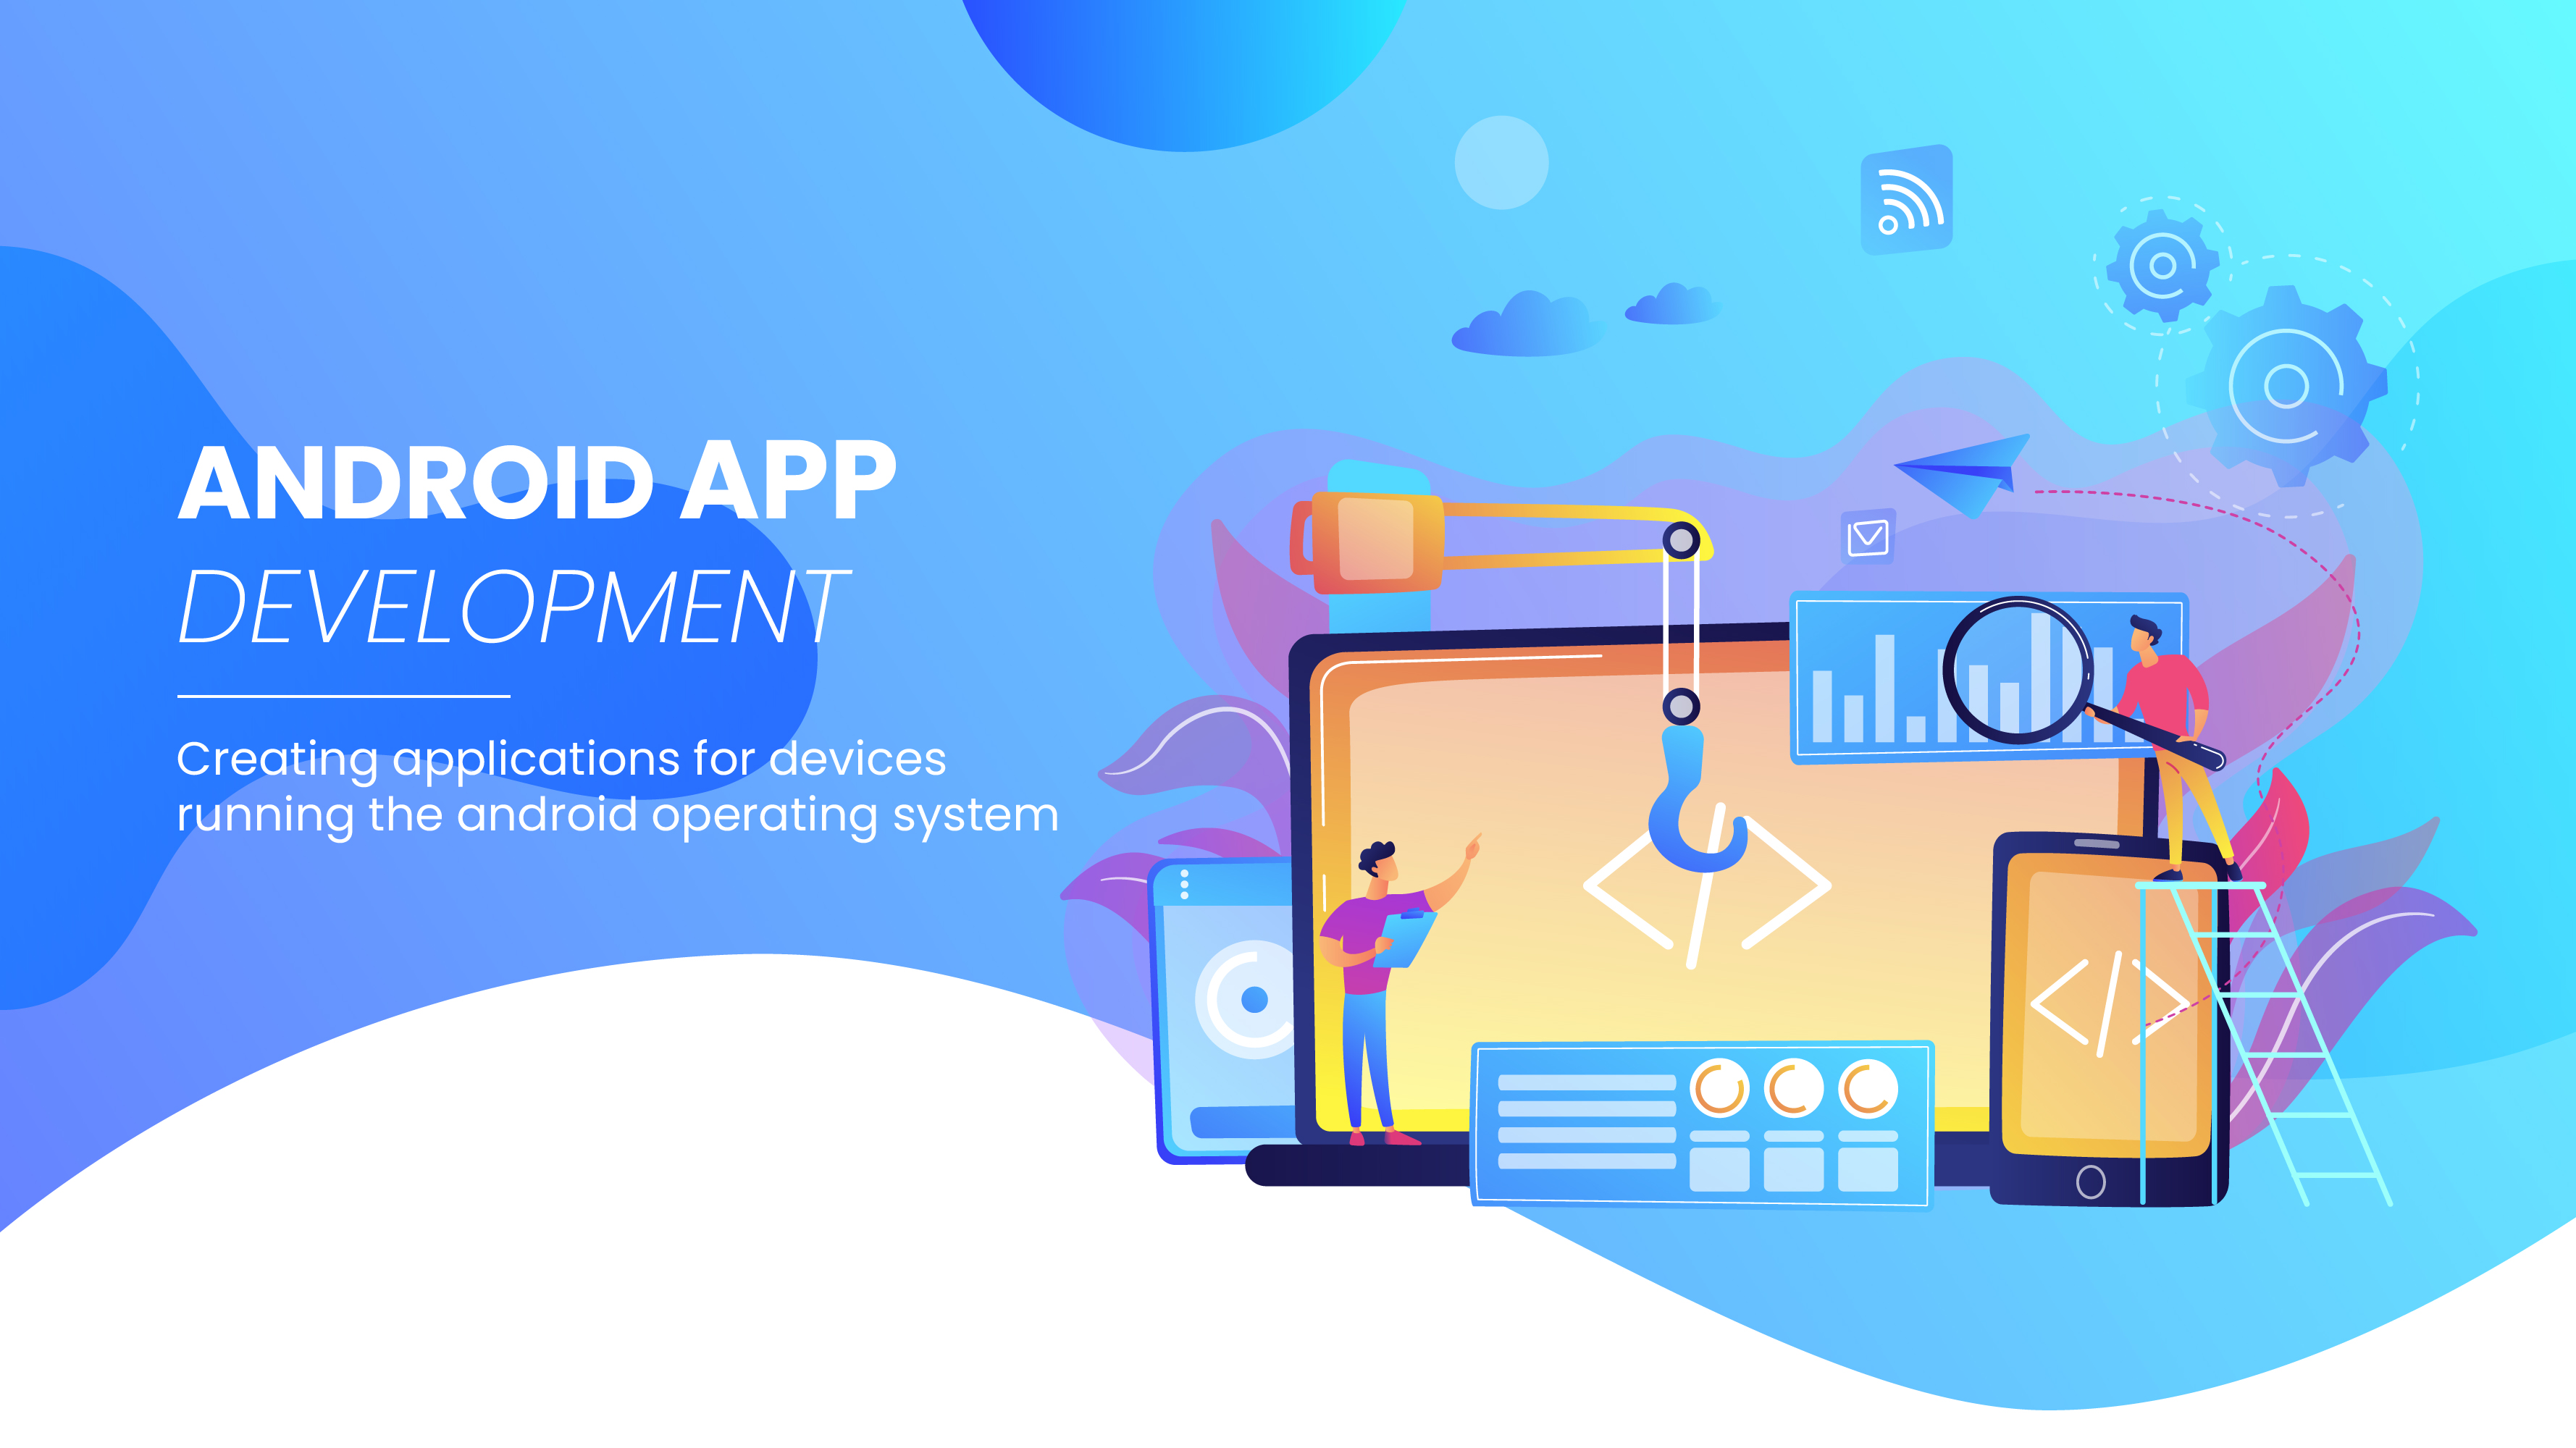 ANDROID APP
DEVELOPMENT
Creating applications for devices
running the android operating system